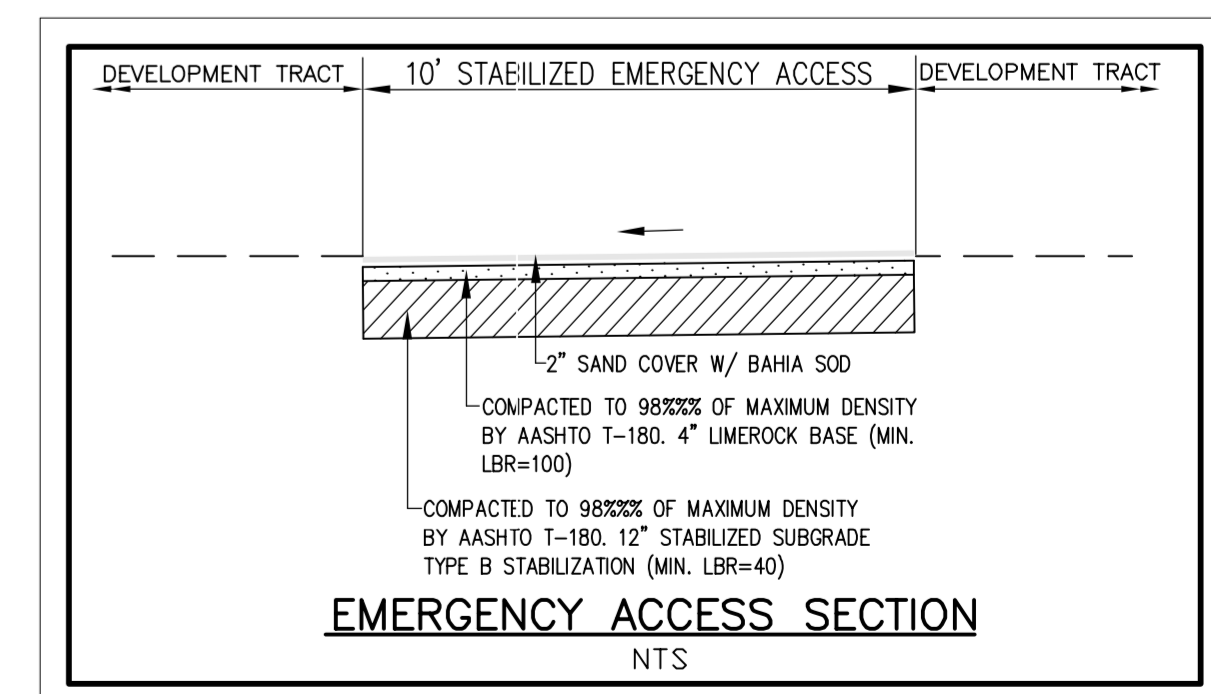 DEVELOPMENT TRACT
10' STABILIZED EMERGENCY ACCESS
DEVELOPMENT TRACT
2" SAND COVER W/ BAHIA SOD
COMPACTED TO 98%%% OF MAXIMUM DENSITY
BY AASHTO T-180. 4" LIMEROCK BASE (MIN.
LBR=100)
COMPACTED TO 98%%% OF MAXIMUM DENSITY
BY AASHTO T-180. 12" STABILIZED SUBGRADE
TYPE B STABILIZATION (MIN. LBR=40)
EMERGENCY ACCESS SECTION
NTS